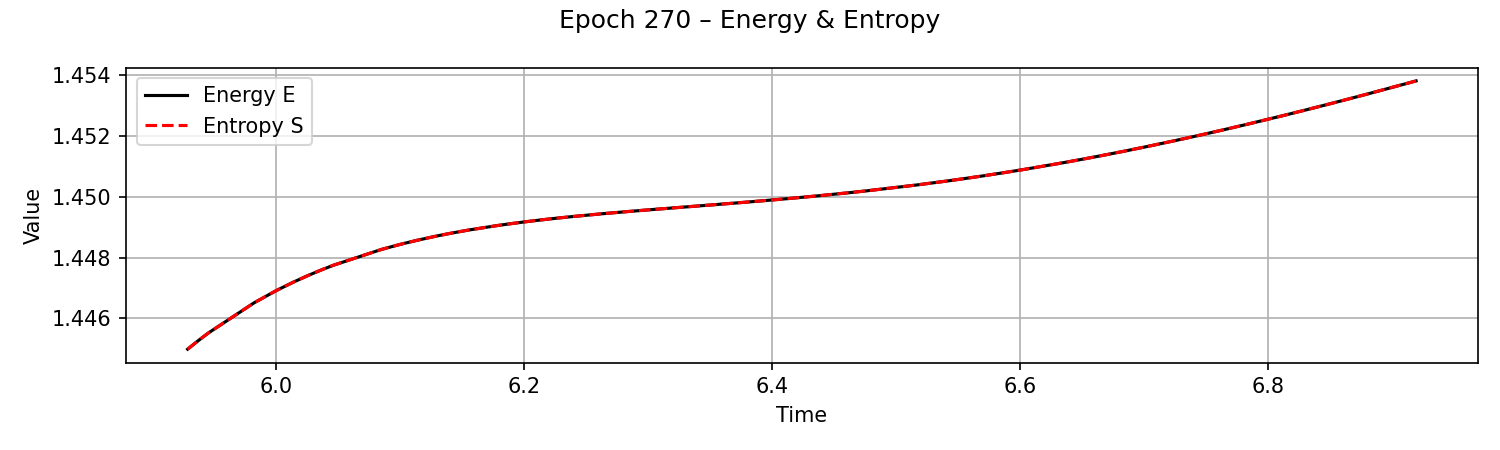 Epoch 270 – Energy & Entropy
1.454
1.452
1.450
1.448
1.446
Value
Energy E
Entropy S
6.0
6.2
6.4
6.6
6.8
Time